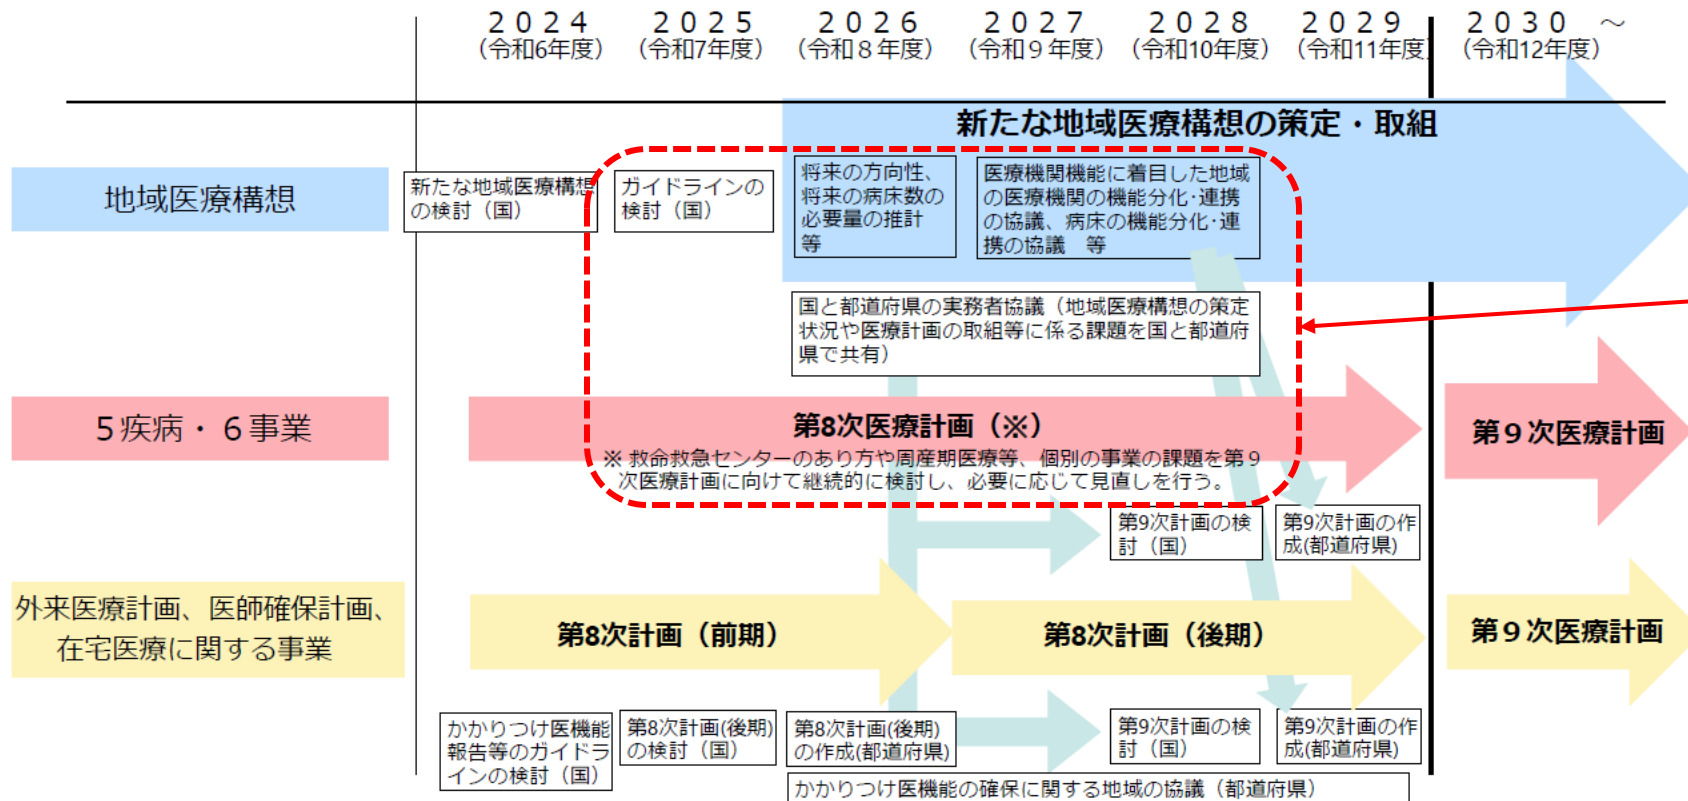 ２０２４
（令和6年度）
２０２５
（令和7年度）
２０２６
（令和８年度）
２０２７
（令和９年度）
２０２８
（令和10年度）
２０２９
（令和11年度）
２０３０　～
（令和12年度）
新たな地域医療構想の策定・取組
地域医療構想
新たな地域医療構想
の検討（国）
ガイドラインの
検討（国）
将来の方向性、
将来の病床数の
必要量の推計
等
医療機関機能に着目した地域
の医療機関の機能分化･連携
の協議、病床の機能分化･連
携の協議　等
国と都道府県の実務者協議（地域医療構想の策定
状況や医療計画の取組等に係る課題を国と都道府
県で共有）
５疾病・６事業
第8次医療計画（※）
※ 救命救急センターのあり方や周産期医療等、個別の事業の課題を第９
次医療計画に向けて継続的に検討し、必要に応じて見直しを行う。
第９次医療計画
第9次計画の検
討（国）
第9次計画の作
成(都道府県)
外来医療計画、医師確保計画、
在宅医療に関する事業
第8次計画（前期）
第8次計画（後期）
第９次医療計画
かかりつけ医機能
報告等のガイドラ
インの検討（国）
第8次計画(後期)
の検討（国）
第8次計画(後期)
の作成(都道府県)
第9次計画の検
討（国）
第9次計画の作
成(都道府県)
かかりつけ医機能の確保に関する地域の協議（都道府県）